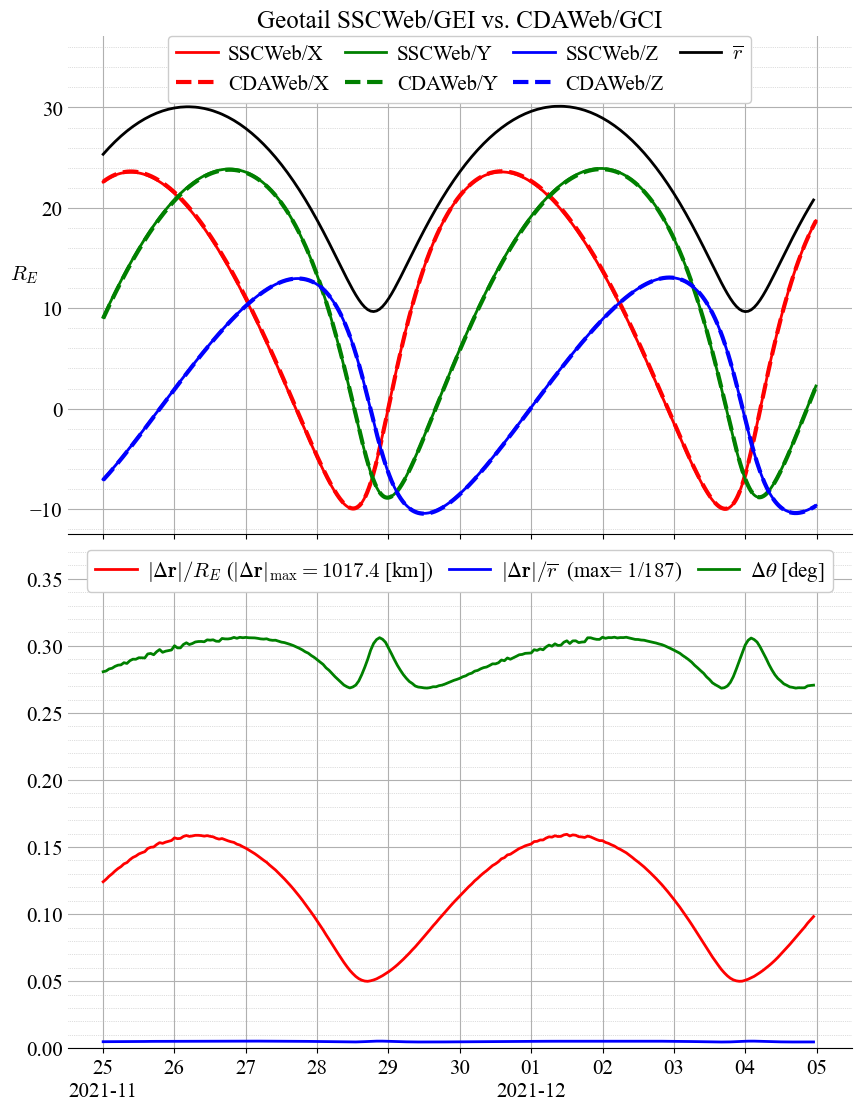 Geotail SSCWeb/GEI vs. CDAWeb/GCI
SSCWeb/X SSCWeb/Y SSCWeb/Z r̅
CDAWeb/X CDAWeb/Y CDAWeb/Z
30
20
R_E
10
0
−10
|Δr|/R_E (|Δr|_max = 1017.4 [km]) |Δr|/r̅ (max= 1/187) Δθ [deg]
0.35
0.30
0.25
0.20
0.15
0.10
0.05
0.00
25 26 27 28 29 30 01 02 03 04 05
2021-11 2021-12